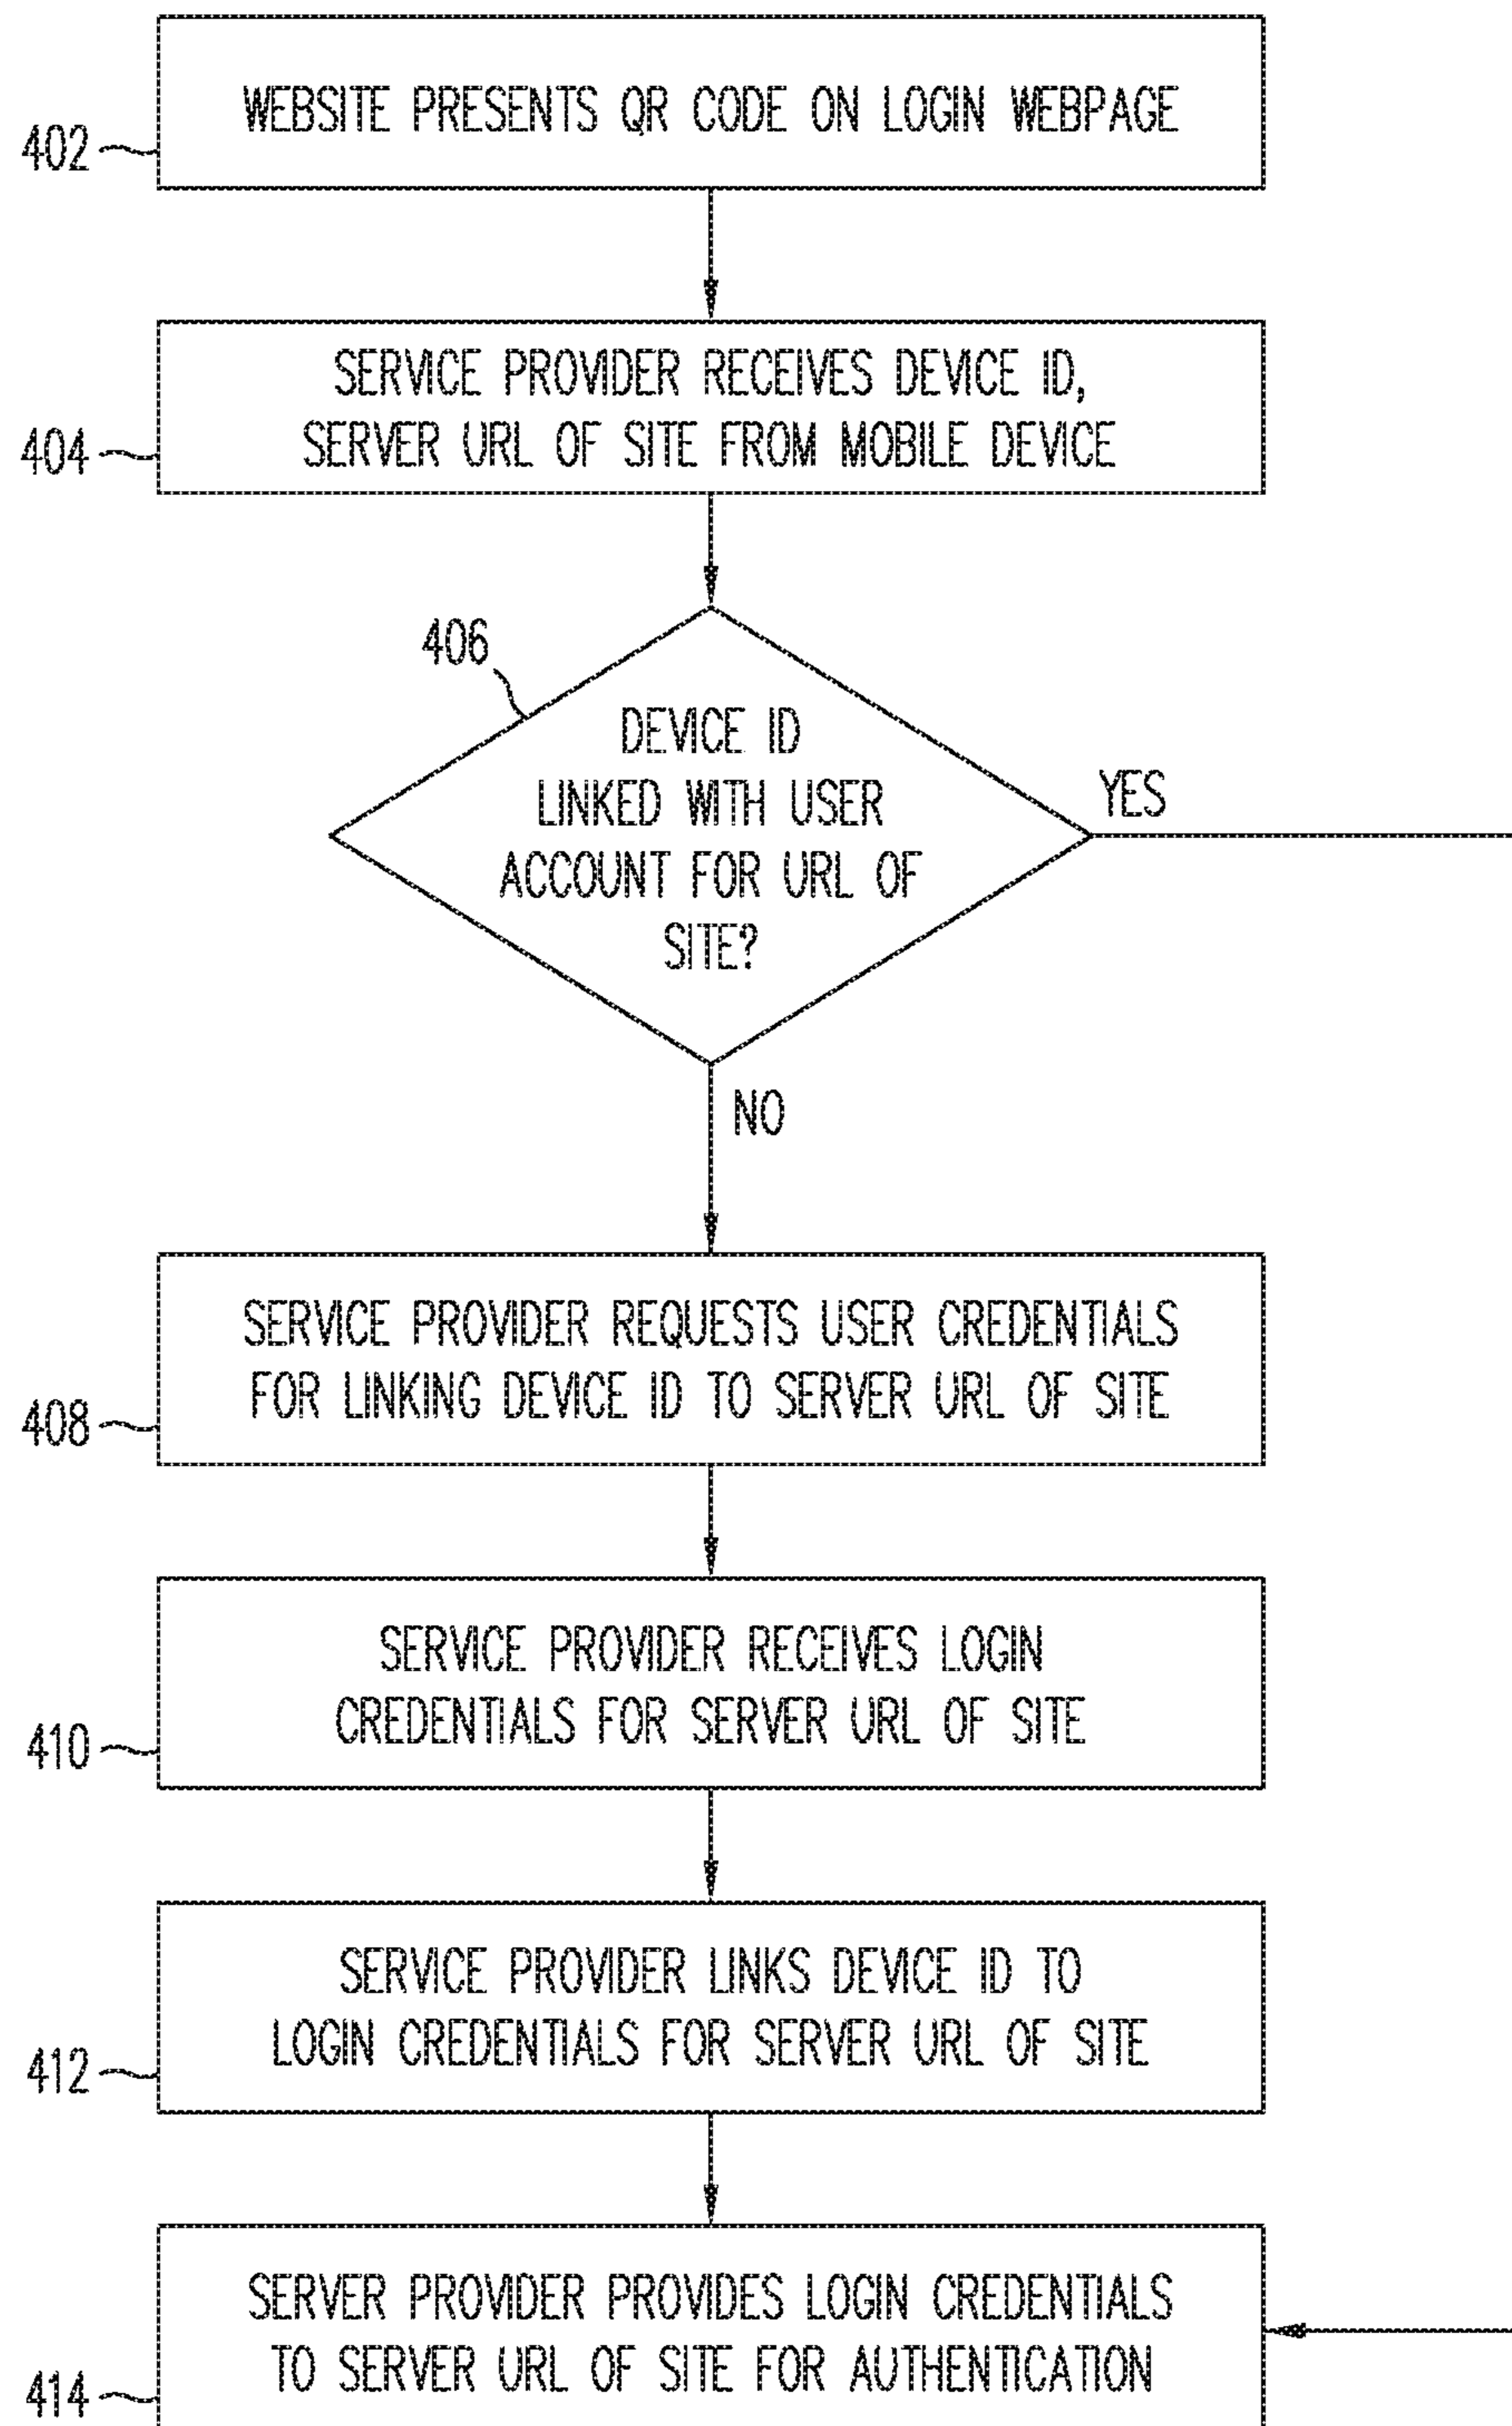 WEBSITE PRESENTS QR CODE ON LOGIN WEBPAGE
402
SERVICE PROVIDER RECEIVES DEVICE ID,
SERVER URL OF SITE FROM MOBILE DEVICE
404
406
DEVICE ID
LINKED WITH USER
ACCOUNT FOR URL OF
SITE?
YES
NO
SERVICE PROVIDER REQUESTS USER CREDENTIALS
FOR LINKING DEVICE ID TO SERVER URL OF SITE
408
SERVICE PROVIDER RECEIVES LOGIN
CREDENTIALS FOR SERVER URL OF SITE
410
SERVICE PROVIDER LINKS DEVICE ID TO
LOGIN CREDENTIALS FOR SERVER URL OF SITE
412
SERVER PROVIDER PROVIDES LOGIN CREDENTIALS
TO SERVER URL OF SITE FOR AUTHENTICATION
414